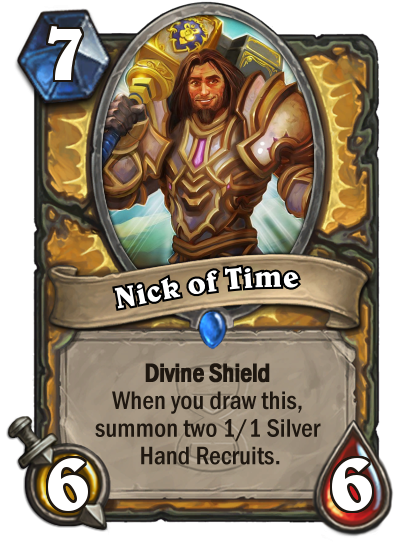 7
Nick of Time
Divine Shield
When you draw this,
summon two 1/1 Silver
Hand Recruits.
6 6